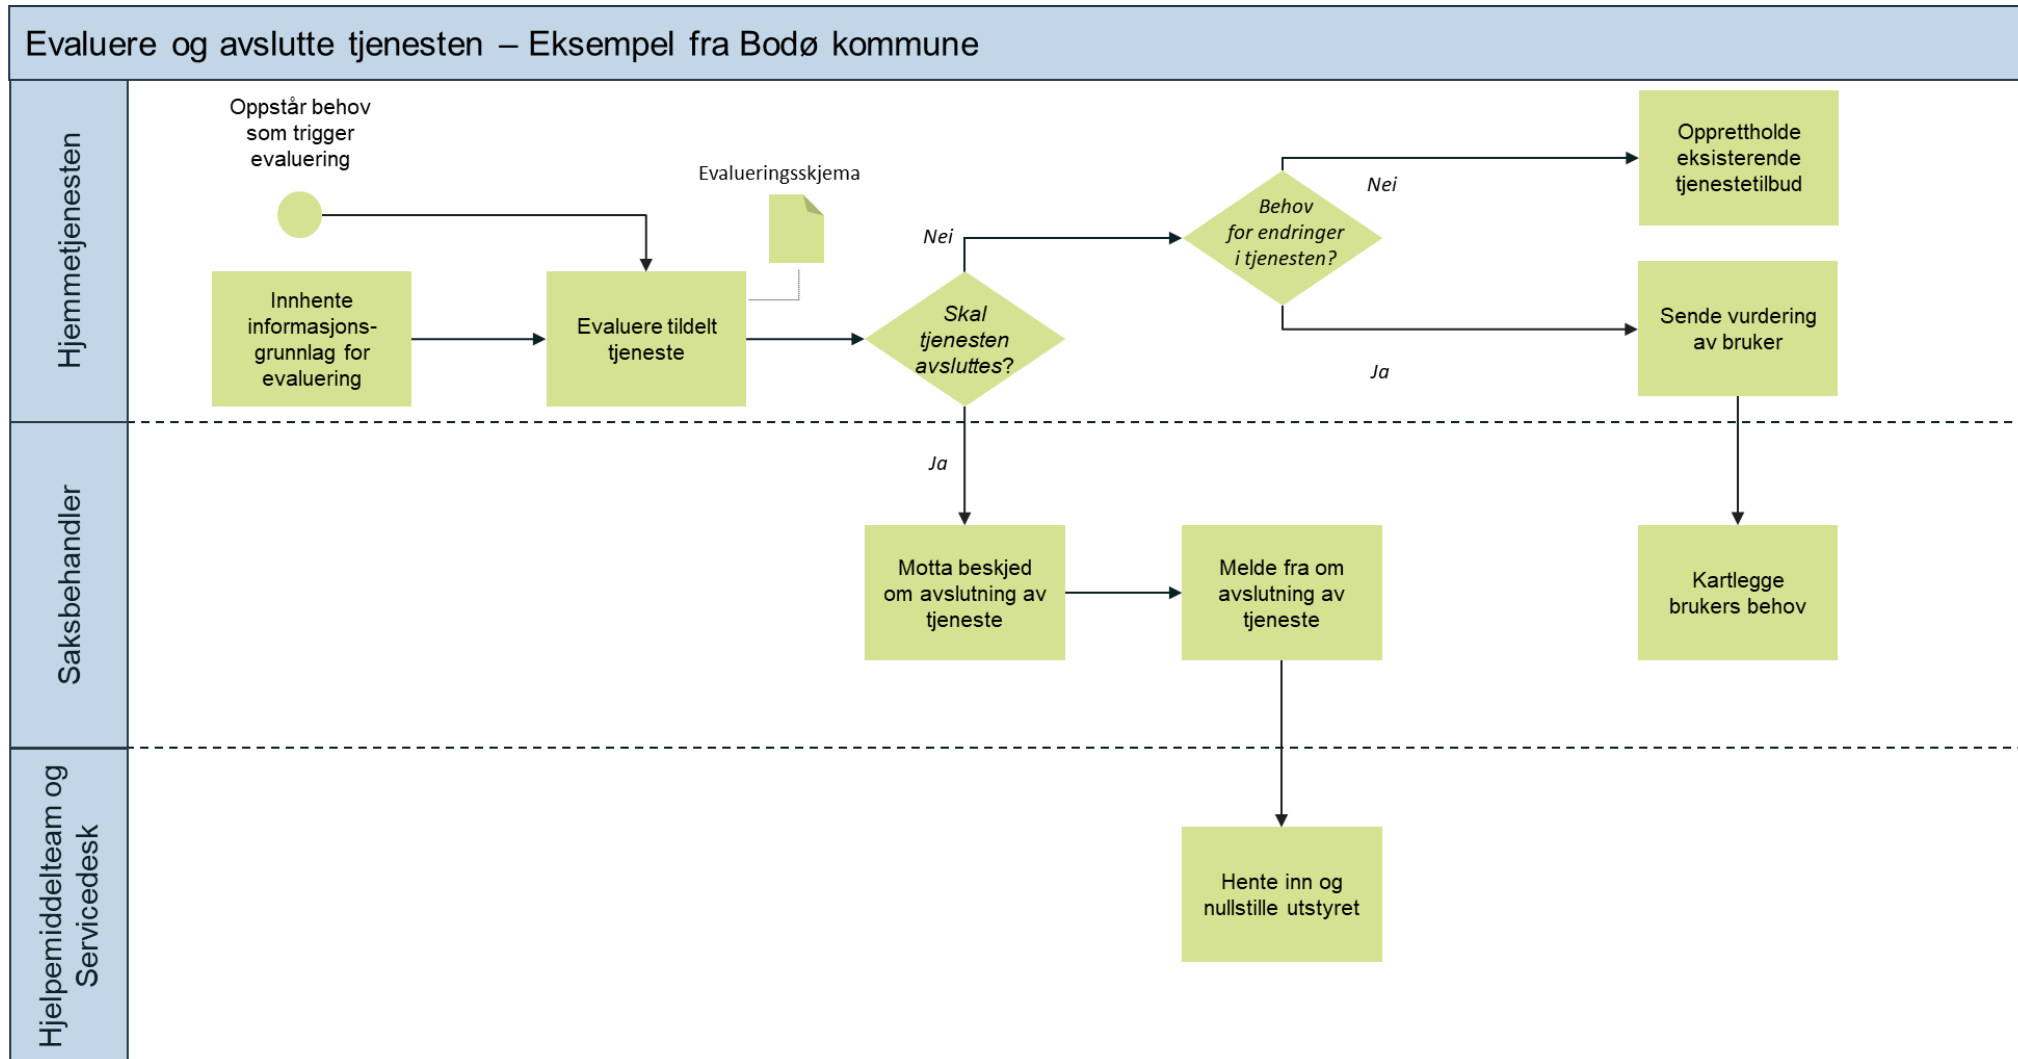 Evaluere og avslutte tjenesten – Eksempel fra Bodø kommune
Hjemmetjenesten
Oppstår behov
som trigger
evaluering
Innhente
informasjons-
grunnlag for
evaluering
Evaluere tildelt
tjeneste
Evalueringsskjema
Skal
tjenesten
avsluttes?
Nei
Behov
for endringer
i tjenesten?
Nei
Opprettholde
eksisterende
tjenestetilbud
Ja
Sende vurdering
av bruker
Saksbehandler
Ja
Motta beskjed
om avslutning av
tjeneste
Melde fra om
avslutning av
tjeneste
Kartlegge
brukers behov
Hjelpemiddelteam og
Servicedesk
Hente inn og
nullstille utstyret